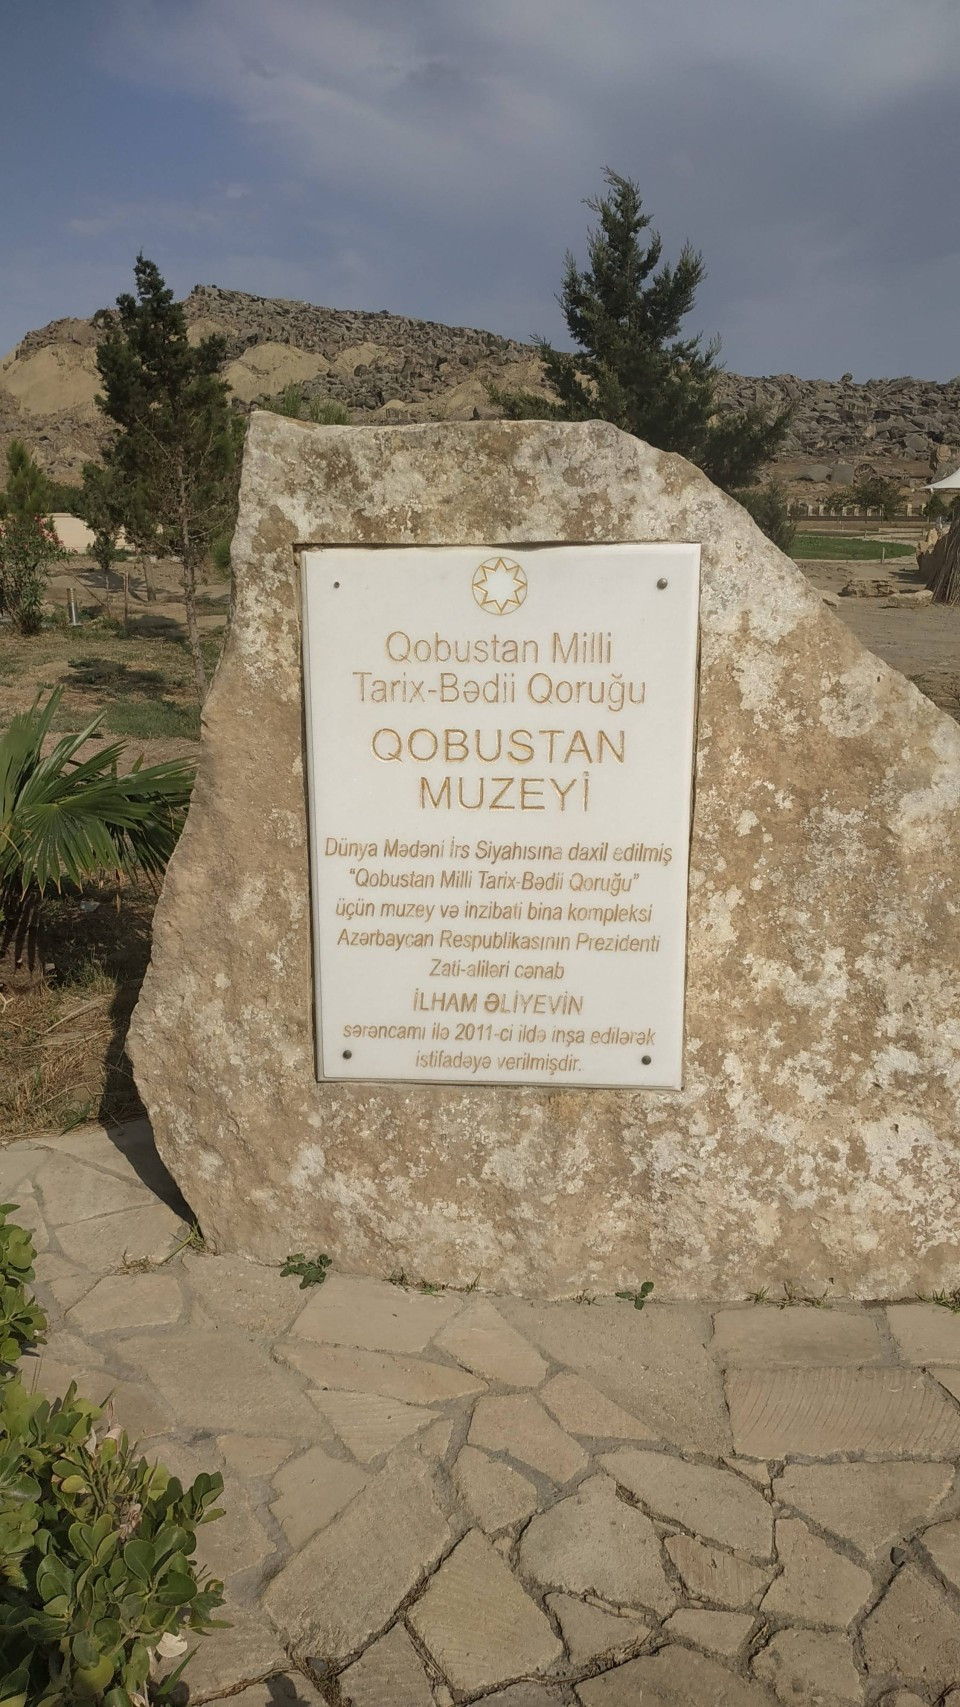 Qobustan Milli
Tarix-Bədii Qoruğu
QOBUSTAN
MUZEYİ
Dünya Mədəni İrs Siyahısına daxil edilmiş
“Qobustan Milli Tarix-Bədii Qoruğu”
üçün muzey və inzibati bina kompleksi
Azərbaycan Respublikasının Prezidenti
Zati-aliləri cənab
İLHAM ƏLİYEVİN
sərəncamı ilə 2011-ci ildə inşa edilərək
istifadəyə verilmişdir.